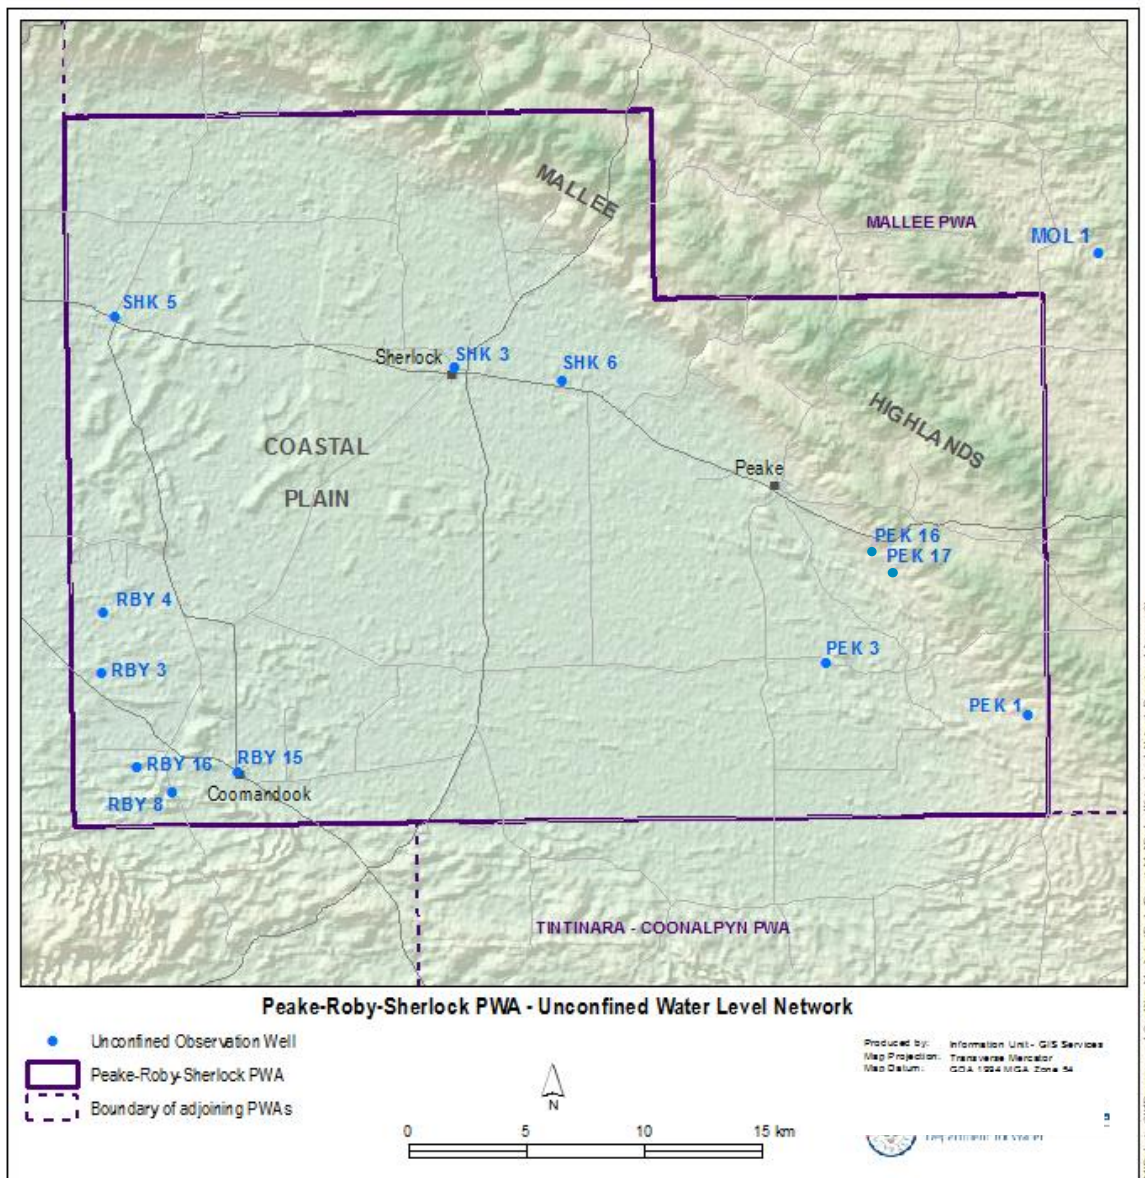 MALLEE
MALLEE PWA
MOL 1
SHK 5
Sherlock
SHK 3
SHK 6
HIGHLANDS
COASTAL
PLAIN
Peake
PEK 16
PEK 17
RBY 4
RBY 3
PEK 3
PEK 1
RBY 16
RBY 15
RBY 8
Coomandook
TINTINARA - COONALPYN PWA
Peake-Roby-Sherlock PWA - Unconfined Water Level Network
Unconfined Observation Well
Peake-Roby-Sherlock PWA
Boundary of adjoining PWAs
N
0 5 10 15 km
Produced by: Information Unit - GIS Services
Map Projection: Transverse Mercator
Map Datum: GDA 1994 MGA Zone 54